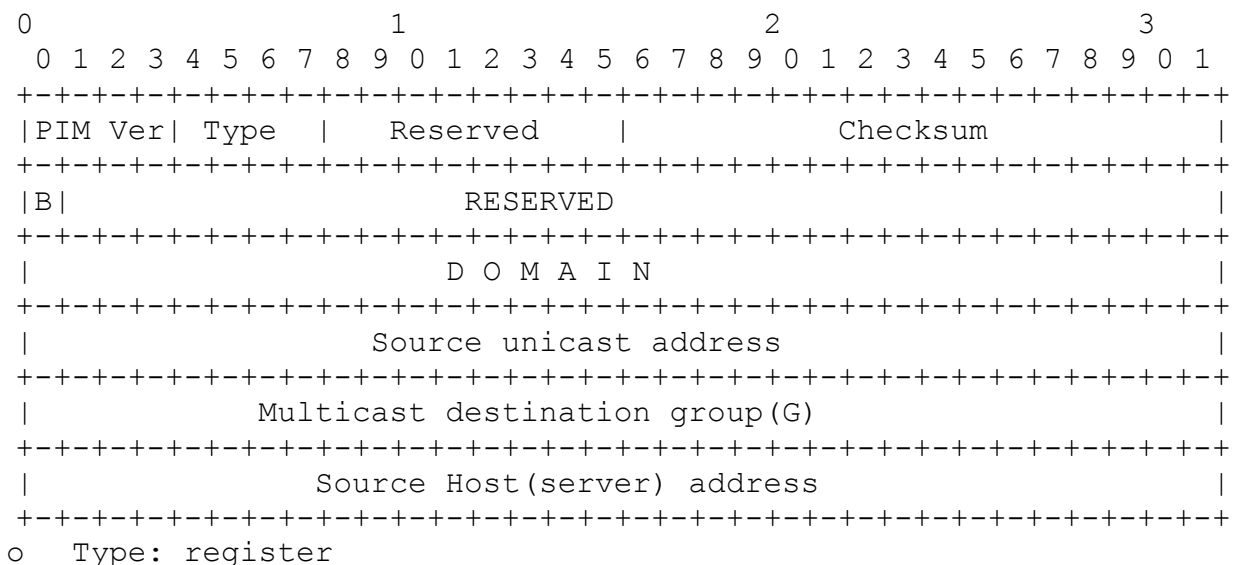 0                   1                   2                   3
 0 1 2 3 4 5 6 7 8 9 0 1 2 3 4 5 6 7 8 9 0 1 2 3 4 5 6 7 8 9 0 1
+-+-+-+-+-+-+-+-+-+-+-+-+-+-+-+-+-+-+-+-+-+-+-+-+-+-+-+-+-+-+-+-+
|PIM Ver| Type  |   Reserved    |           Checksum            |
+-+-+-+-+-+-+-+-+-+-+-+-+-+-+-+-+-+-+-+-+-+-+-+-+-+-+-+-+-+-+-+-+
|B|                     RESERVED                                |
+-+-+-+-+-+-+-+-+-+-+-+-+-+-+-+-+-+-+-+-+-+-+-+-+-+-+-+-+-+-+-+-+
|                      D O M A I N                              |
+-+-+-+-+-+-+-+-+-+-+-+-+-+-+-+-+-+-+-+-+-+-+-+-+-+-+-+-+-+-+-+-+
|                  Source unicast address                       |
+-+-+-+-+-+-+-+-+-+-+-+-+-+-+-+-+-+-+-+-+-+-+-+-+-+-+-+-+-+-+-+-+
|            Multicast destination group(G)                     |
+-+-+-+-+-+-+-+-+-+-+-+-+-+-+-+-+-+-+-+-+-+-+-+-+-+-+-+-+-+-+-+-+
|               Source Host(server) address                     |
+-+-+-+-+-+-+-+-+-+-+-+-+-+-+-+-+-+-+-+-+-+-+-+-+-+-+-+-+-+-+-+-+
o   Type: register